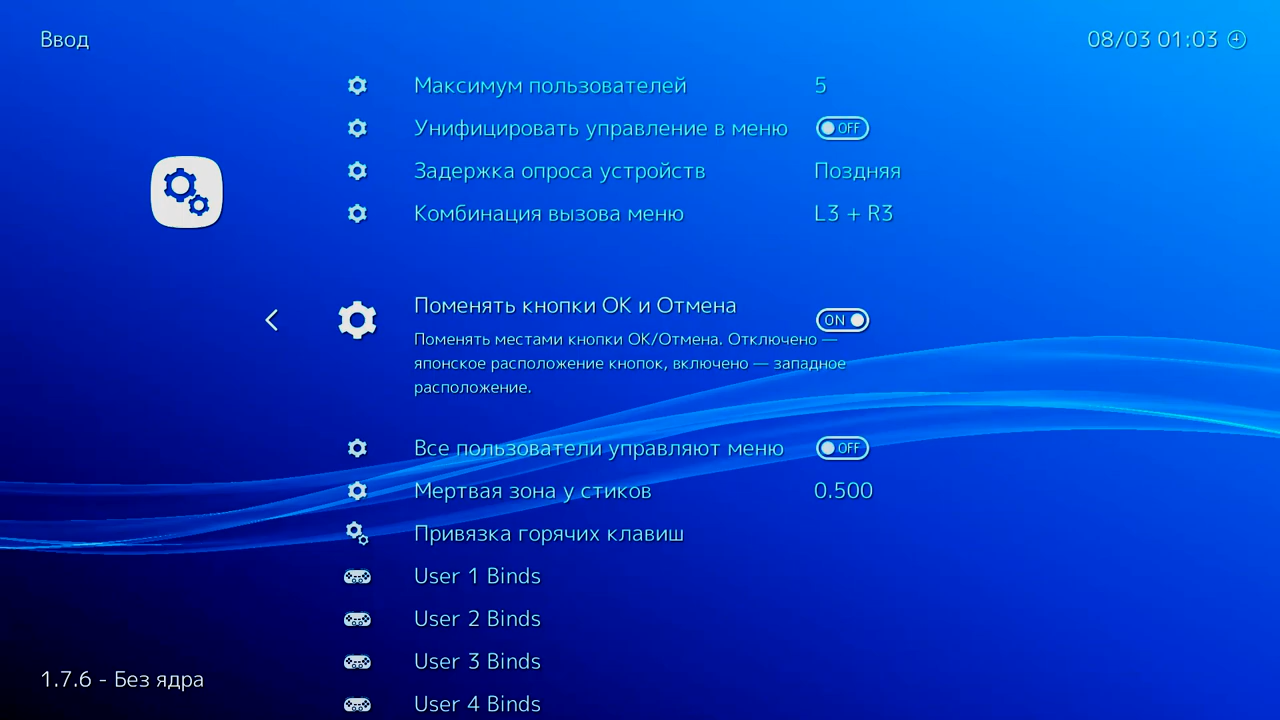 Ввод
08/03 01:03
Максимум пользователей 5
Унифицировать управление в меню OFF
Задержка опроса устройств Поздняя
Комбинация вызова меню L3 + R3
Поменять кнопки ОК и Отмена ON
Поменять местами кнопки ОК/Отмена. Отключено —
японское расположение кнопок, включено — западное
расположение.
Все пользователи управляют меню OFF
Мертвая зона у стиков 0.500
Привязка горячих клавиш
User 1 Binds
User 2 Binds
User 3 Binds
User 4 Binds
1.7.6 - Без ядра